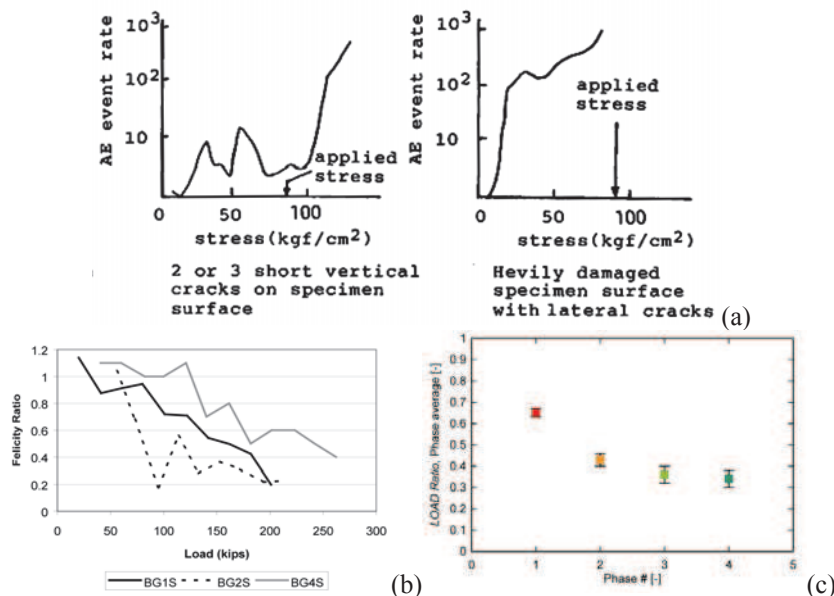 AE event rate
10³
10²
10
applied
stress
0
50
100
stress(kgf/cm²)
2 or 3 short vertical
cracks on specimen
surface
AE event rate
10³
10²
10
applied
stress
0
50
100
stress(kgf/cm²)
Hevily damaged
specimen surface
with lateral cracks
(a)
Felicity Ratio
1.2
1
0.8
0.6
0.4
0.2
0
0
50
100
150
200
250
300
Load (kips)
BG1S
BG2S
BG4S
(b)
LOAD Ratio, Phase average [-]
1
0.9
0.8
0.7
0.6
0.5
0.4
0.3
0.2
0.1
0
0
1
2
3
4
5
Phase # [-]
(c)